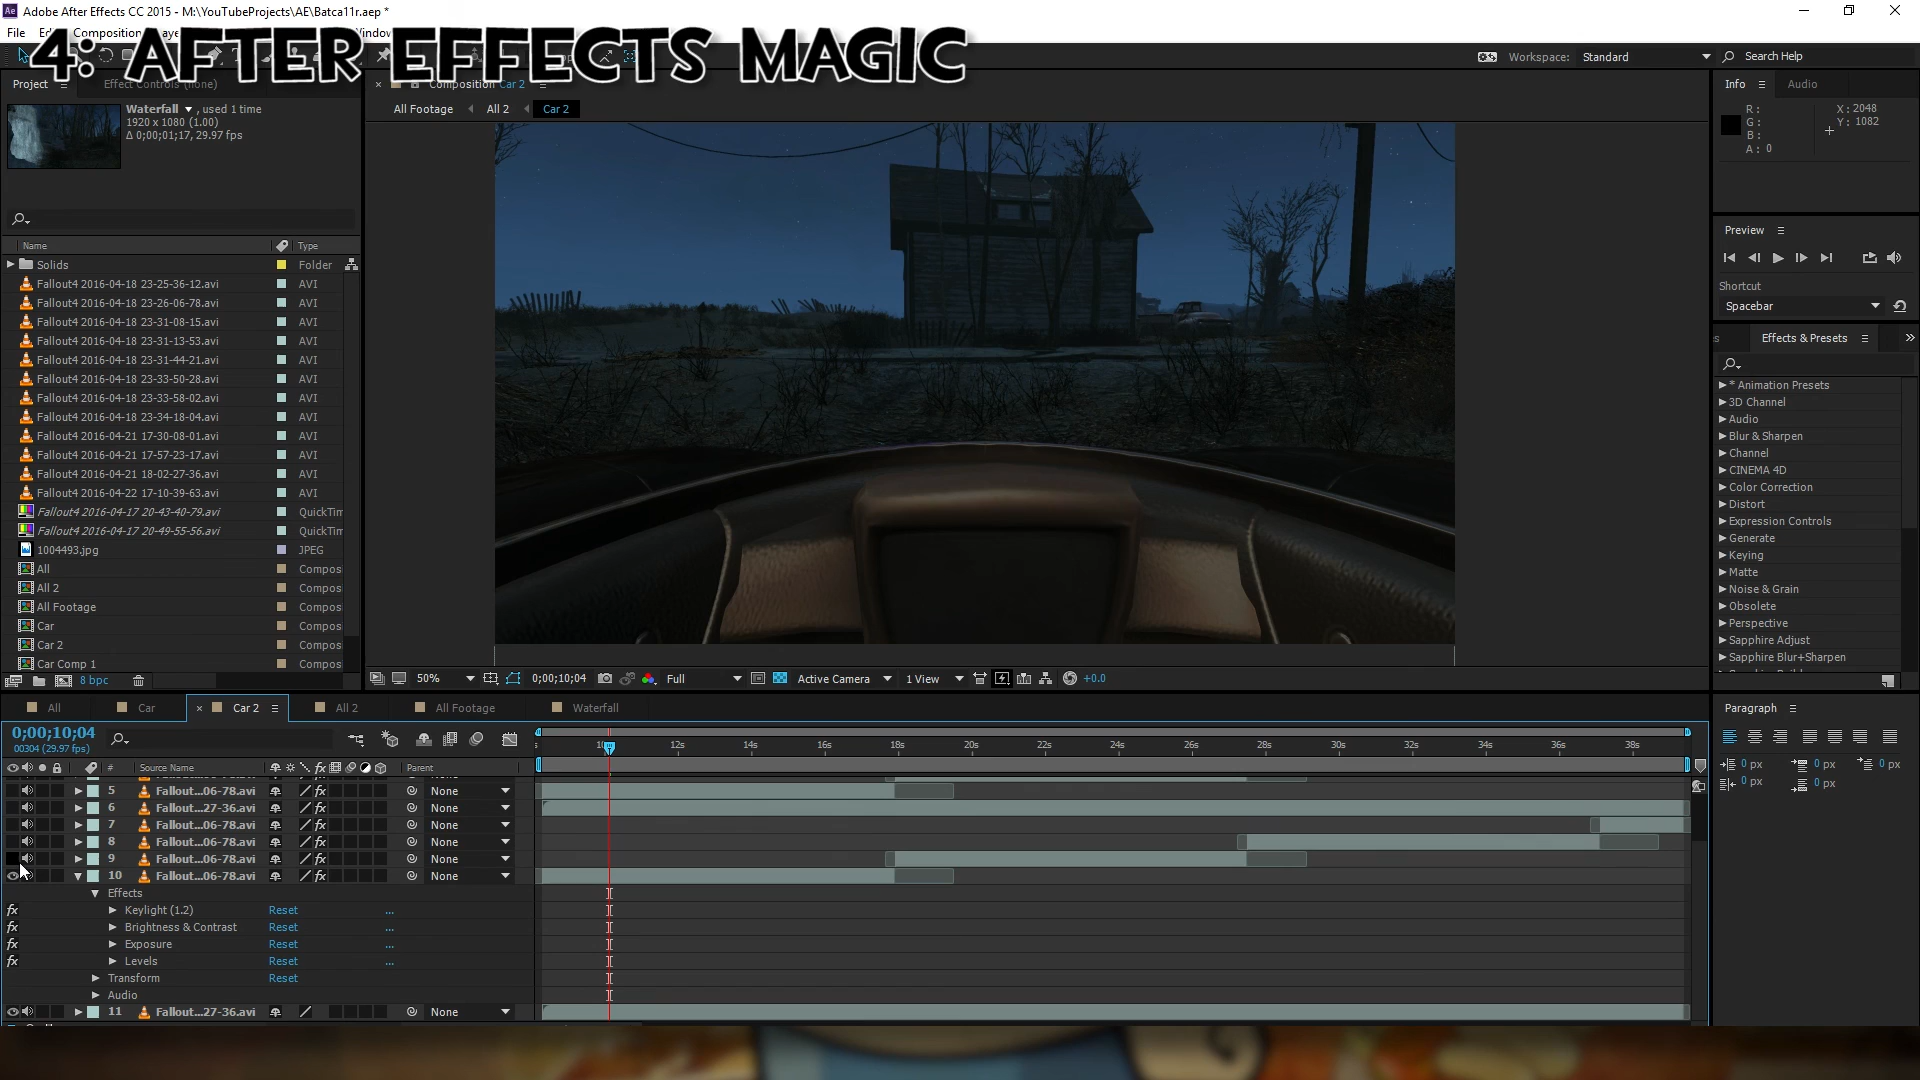 Adobe After Effects CC 2015 - M:\YouTubeProjects\AE\Batca11r.aep *
File
Composition
4: AFTER EFFECTS MAGIC
Workspace: Standard
Search Help
Project
Effect Controls (none)
Composition Car 2
Info
Audio
Waterfall , used 1 time
1920 x 1080 (1.00)
Δ 0;00;01;17, 29.97 fps
All Footage
All 2
Car 2
R:
G:
B:
A: 0
X: 2048
Y: 1082
Preview
Shortcut
Spacebar
Name
Type
Solids
Folder
Fallout4 2016-04-18 23-25-36-12.avi
AVI
Fallout4 2016-04-18 23-26-06-78.avi
AVI
Fallout4 2016-04-18 23-31-08-15.avi
AVI
Fallout4 2016-04-18 23-31-13-53.avi
AVI
Fallout4 2016-04-18 23-31-44-21.avi
AVI
Fallout4 2016-04-18 23-33-50-28.avi
AVI
Fallout4 2016-04-18 23-33-58-02.avi
AVI
Fallout4 2016-04-18 23-34-18-04.avi
AVI
Fallout4 2016-04-21 17-30-08-01.avi
AVI
Fallout4 2016-04-21 17-57-23-17.avi
AVI
Fallout4 2016-04-21 18-02-27-36.avi
AVI
Fallout4 2016-04-22 17-10-39-63.avi
AVI
Fallout4 2016-04-17 20-43-40-79.avi
QuickTim
Fallout4 2016-04-17 20-49-55-56.avi
QuickTim
1004493.jpg
JPEG
All
Compos
All 2
Compos
All Footage
Compos
Car
Compos
Car 2
Compos
Car Comp 1
Compos
8 bpc
Effects & Presets
* Animation Presets
3D Channel
Audio
Blur & Sharpen
Channel
CINEMA 4D
Color Correction
Distort
Expression Controls
Generate
Keying
Matte
Noise & Grain
Obsolete
Perspective
Sapphire Adjust
Sapphire Blur+Sharpen
50%
0;00;10;04
Full
Active Camera
1 View
+0.0
All
Car
Car 2
All 2
All Footage
Waterfall
0;00;10;04
00304 (29.97 fps)
12s
14s
16s
18s
20s
22s
24s
26s
28s
30s
32s
34s
36s
38s
#
Source Name
Parent
5
Fallout...06-78.avi
None
6
Fallout...27-36.avi
None
7
Fallout...06-78.avi
None
8
Fallout...06-78.avi
None
9
Fallout...06-78.avi
None
10
Fallout...06-78.avi
None
Effects
Keylight (1.2)
Reset
...
Brightness & Contrast
Reset
...
Exposure
Reset
...
Levels
Reset
...
Transform
Reset
Audio
11
Fallout...27-36.avi
None
Paragraph
0 px
0 px
0 px
0 px
0 px